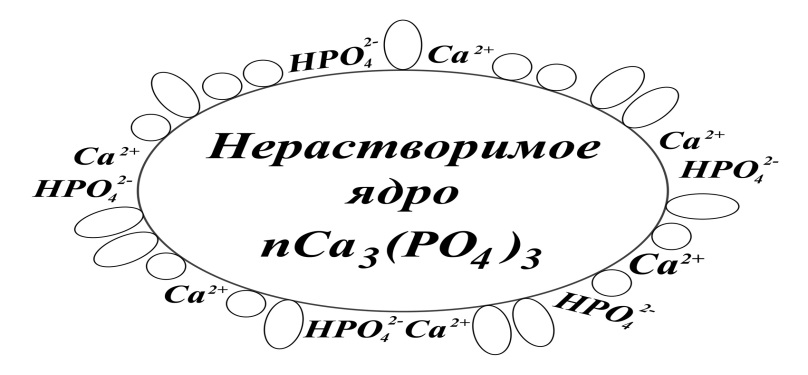 HPO₄²⁻ Ca²⁺
Ca²⁺ Ca²⁺
HPO₄²⁻ HPO₄²⁻
Нерастворимое
ядро
nCa₃(PO₄)₃
Ca²⁺ Ca²⁺
HPO₄²⁻Ca²⁺ HPO₄²⁻